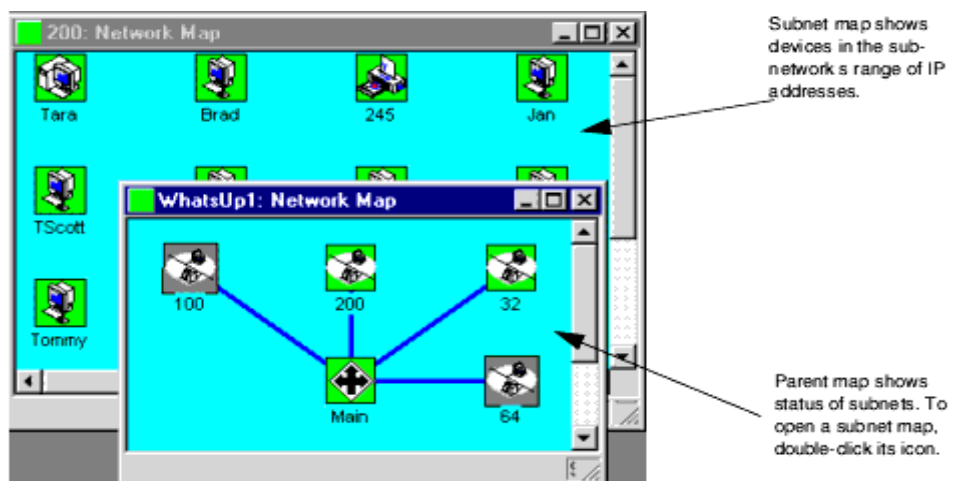 200: Network Map
Tara
Brad
245
Jan
TScott
Tommy
WhatsUp1: Network Map
100
200
32
Main
64
Subnet map shows
devices in the sub-
network s range of IP
addresses.
Parent map shows
status of subnets. To
open a subnet map,
double-click its icon.